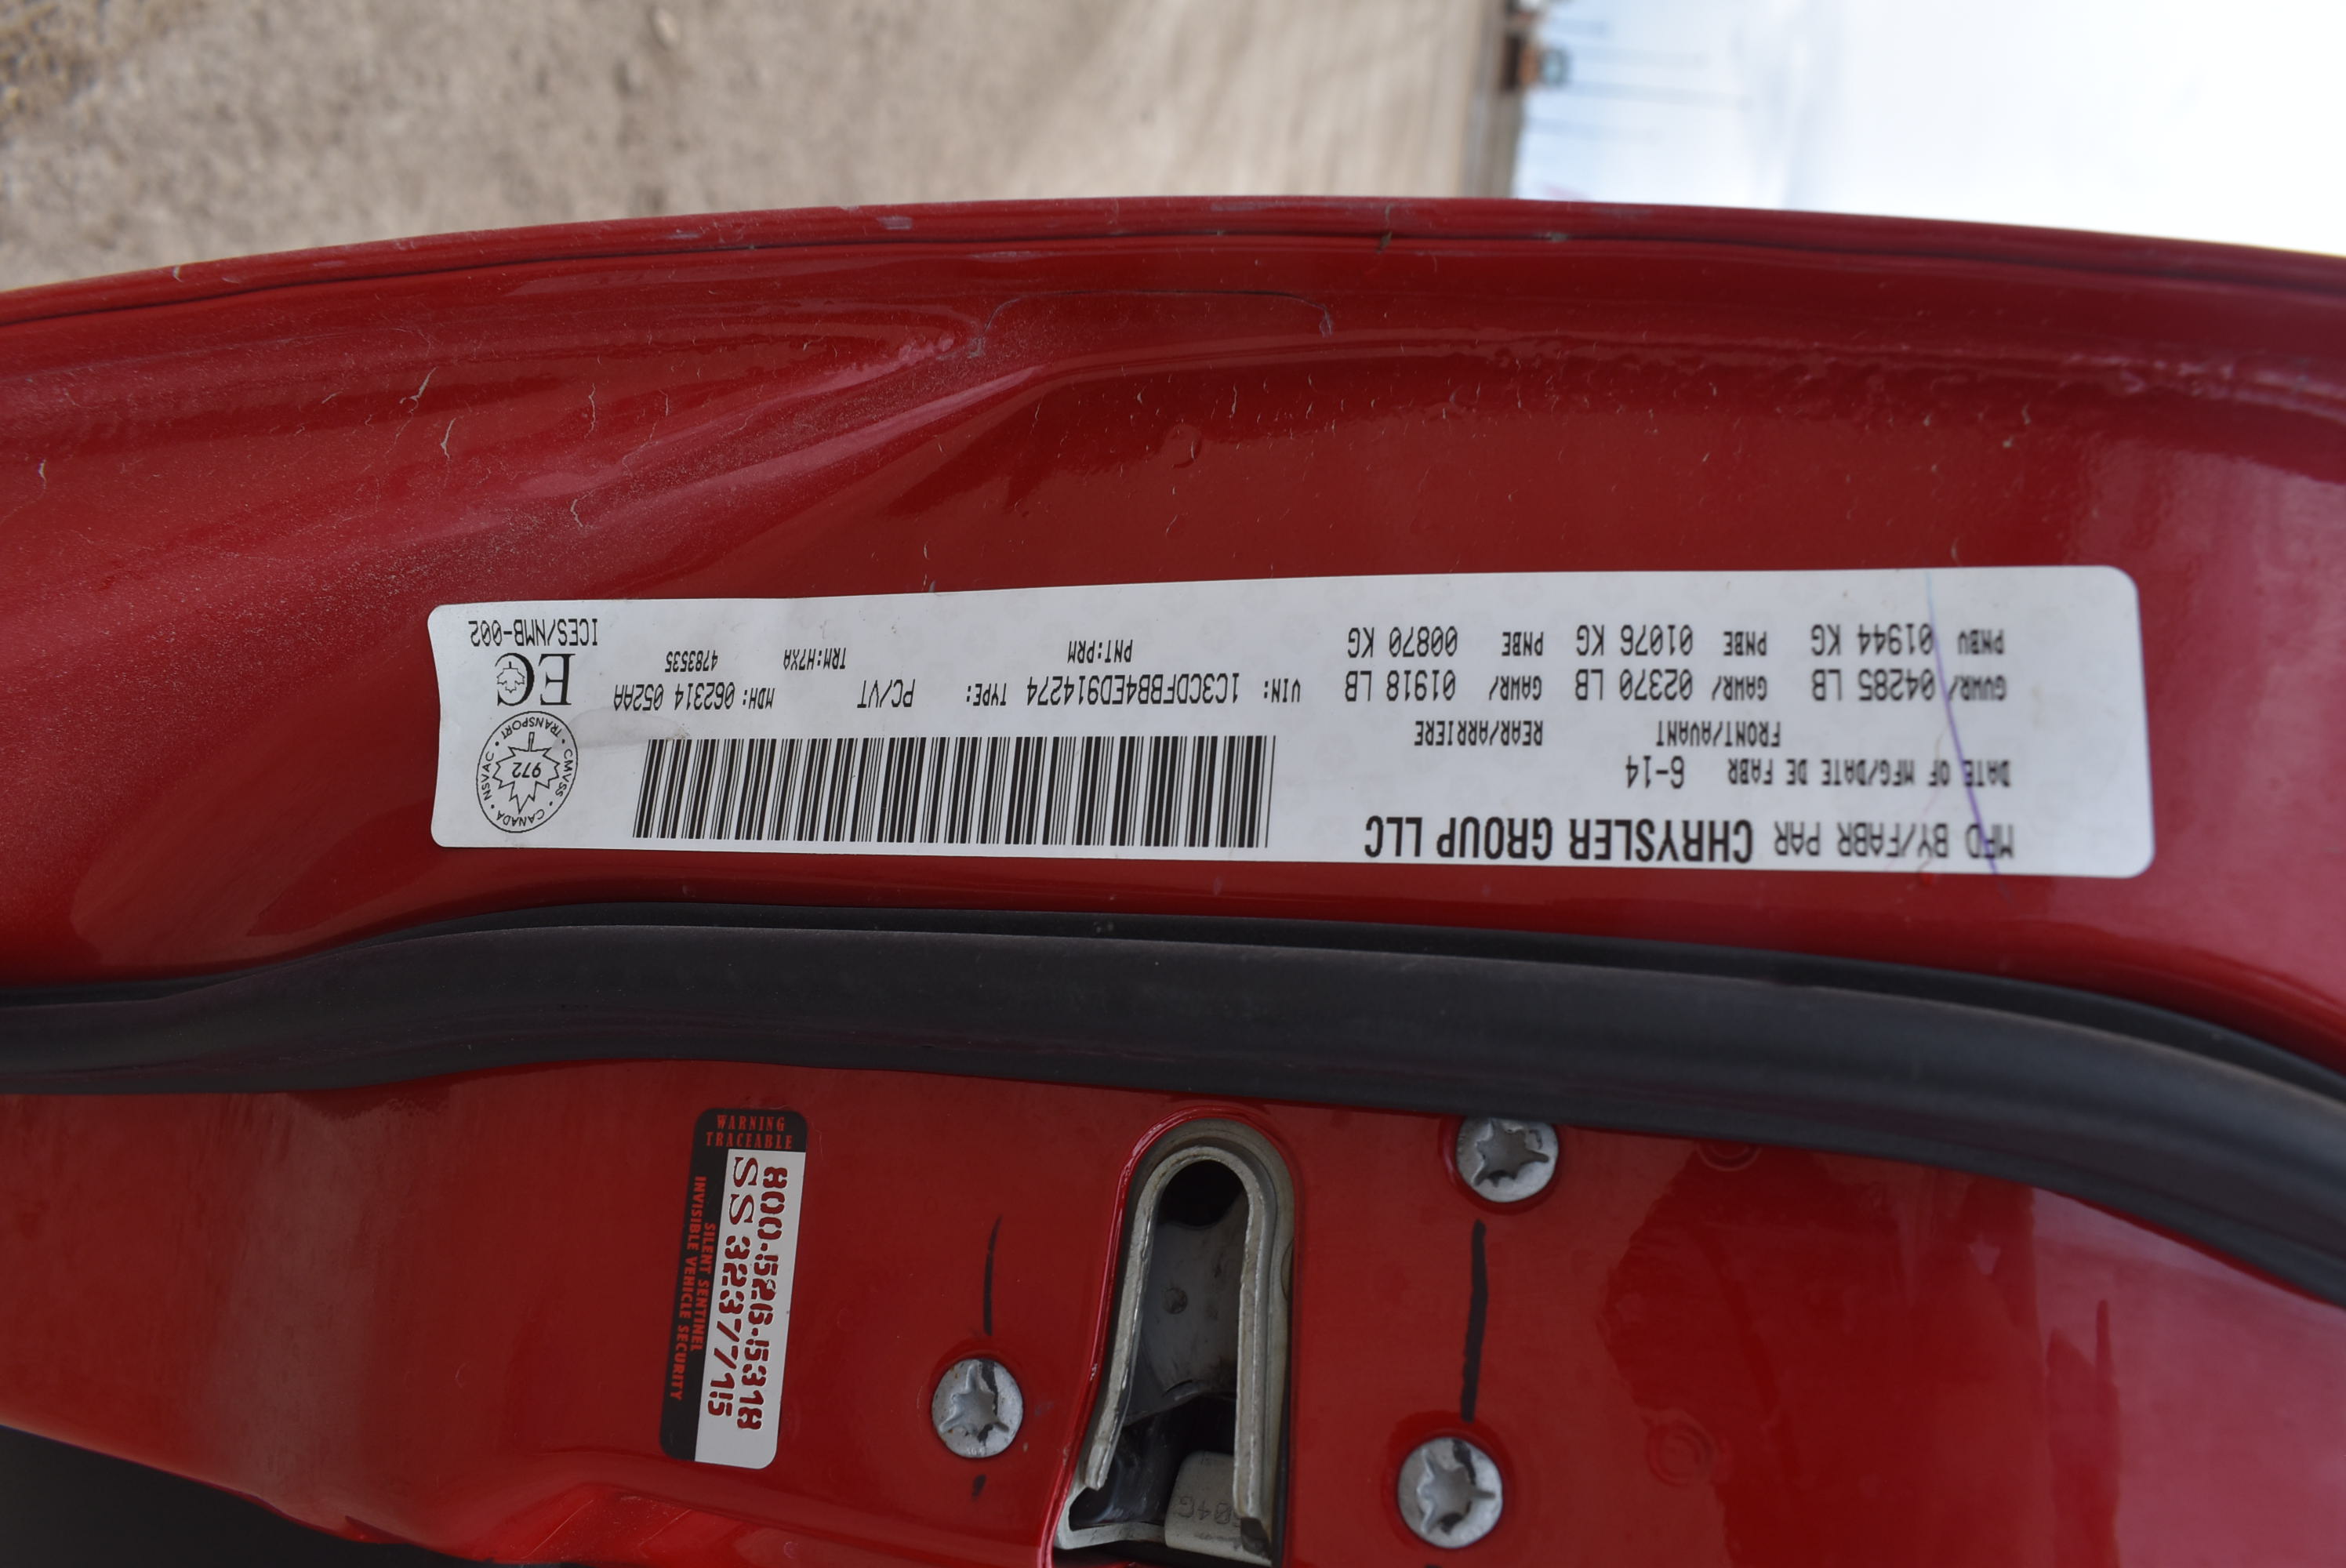 MFD BY/FABR PAR CHRYSLER GROUP LLC
DATE OF MFG/DATE DE FABR 6-14
FRONT/AVANT REAR/ARRIERE
GVWR/ 04285 LB GAWR/ 02370 LB GAWR/ 01918 LB
PNBV 01944 KG PNBE 01076 KG PNBE 00870 KG
VIN: 1C3CDFBB4ED914274 TYPE: PC/VT MDH: 062314 052AA
PNT:PRM TRM:H7XA 4783535
CANADA • CMVSS • TRANSPORT • NSVAC •
972
EC
ICES/NMB-002
WARNING
TRACEABLE
800.526.5318
SS 3237715
SILENT SENTINEL
INVISIBLE VEHICLE SECURITY